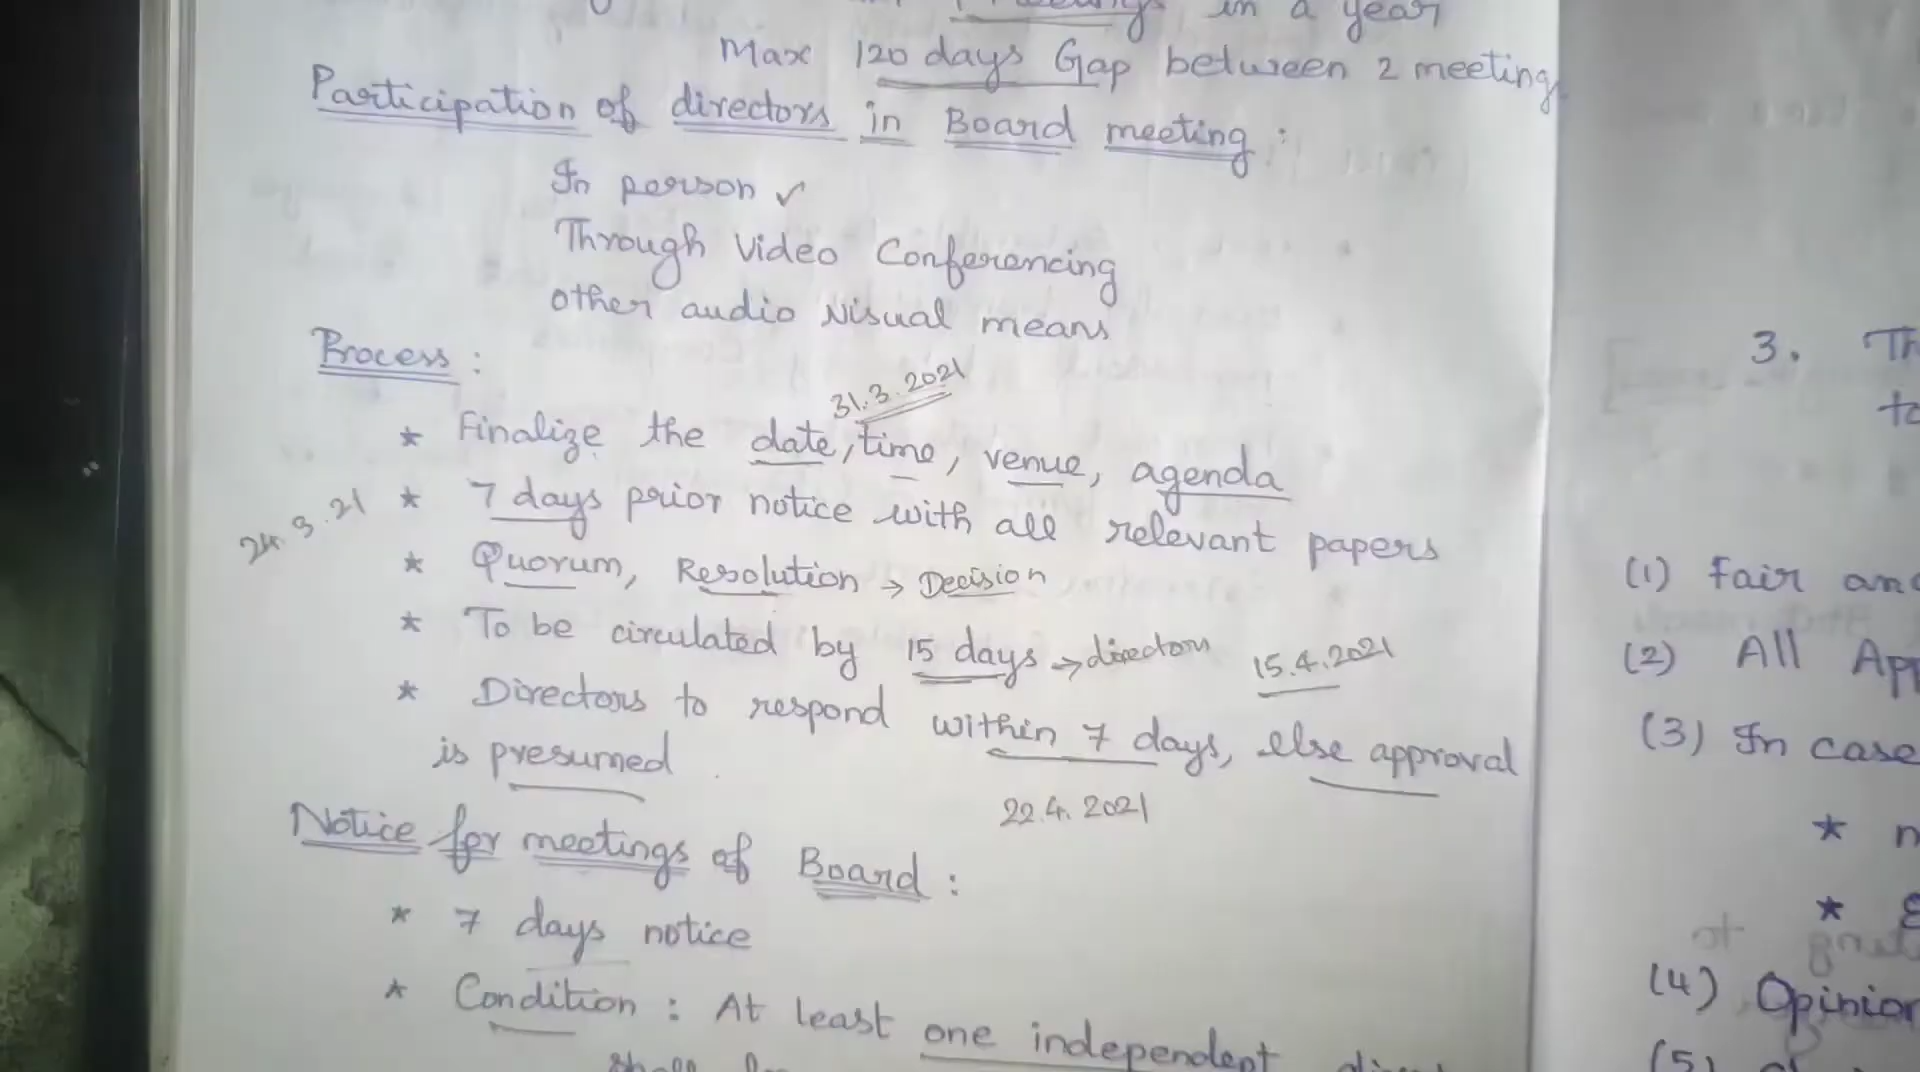 in a year
Max 120 days Gap between 2 meeting
Participation of directors in Board meeting :
In person ✓
Through Video Conferencing
other audio visual means
Process :
31.3.2021
* Finalize the date, time, venue, agenda
24.3.21
* 7 days prior notice with all relevant papers
* Quorum, Resolution → Decision
* To be circulated by 15 days → directors 15.4.2021
* Directors to respond within 7 days, else approval
is presumed
22.4.2021
Notice for meetings of Board :
* 7 days notice
* Condition : At least one independent
3. Th
to
(1) Fair and
(2) All App
(3) In case
*
*
(4) Opinion
(5)